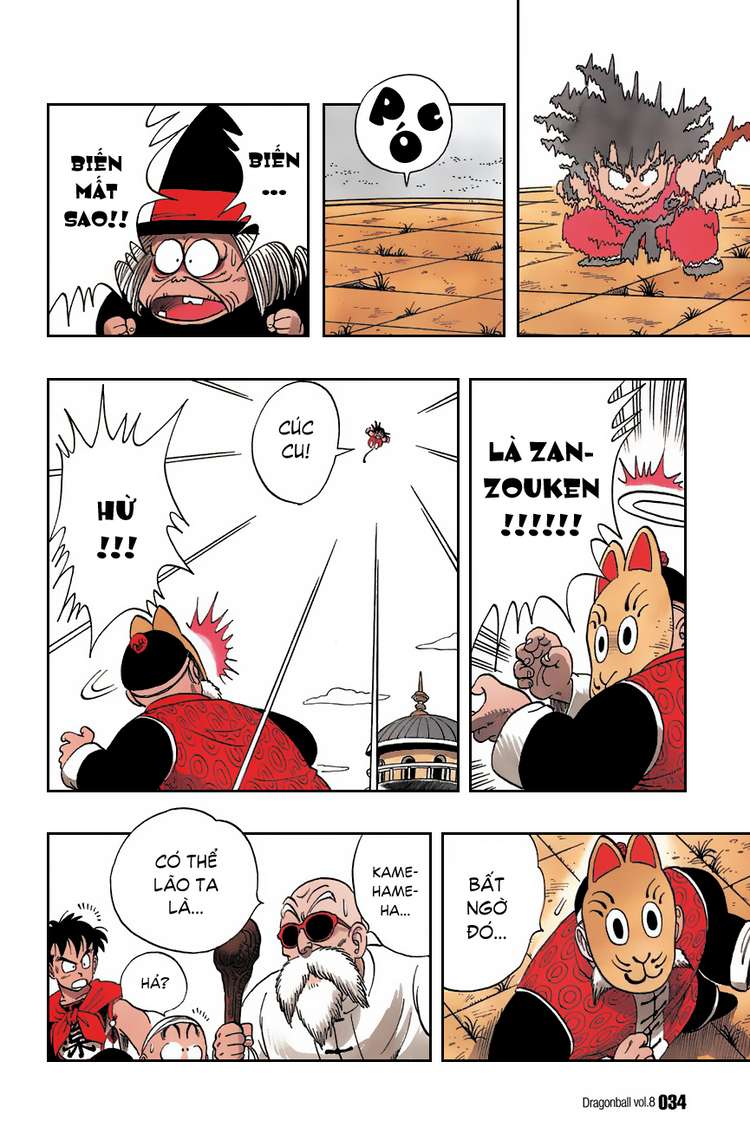 Póc
BIẾN
...
BIẾN
MẤT
SAO!!
LÀ ZAN-
ZOUKEN
!!!!!!
CÚC
CU!
HỪ
!!!
BẤT
NGỜ
ĐÓ...
KAME-
HAME-
HA...
CÓ THỂ
LÃO TA
LÀ...
HẢ?
Dragonball vol.8 034